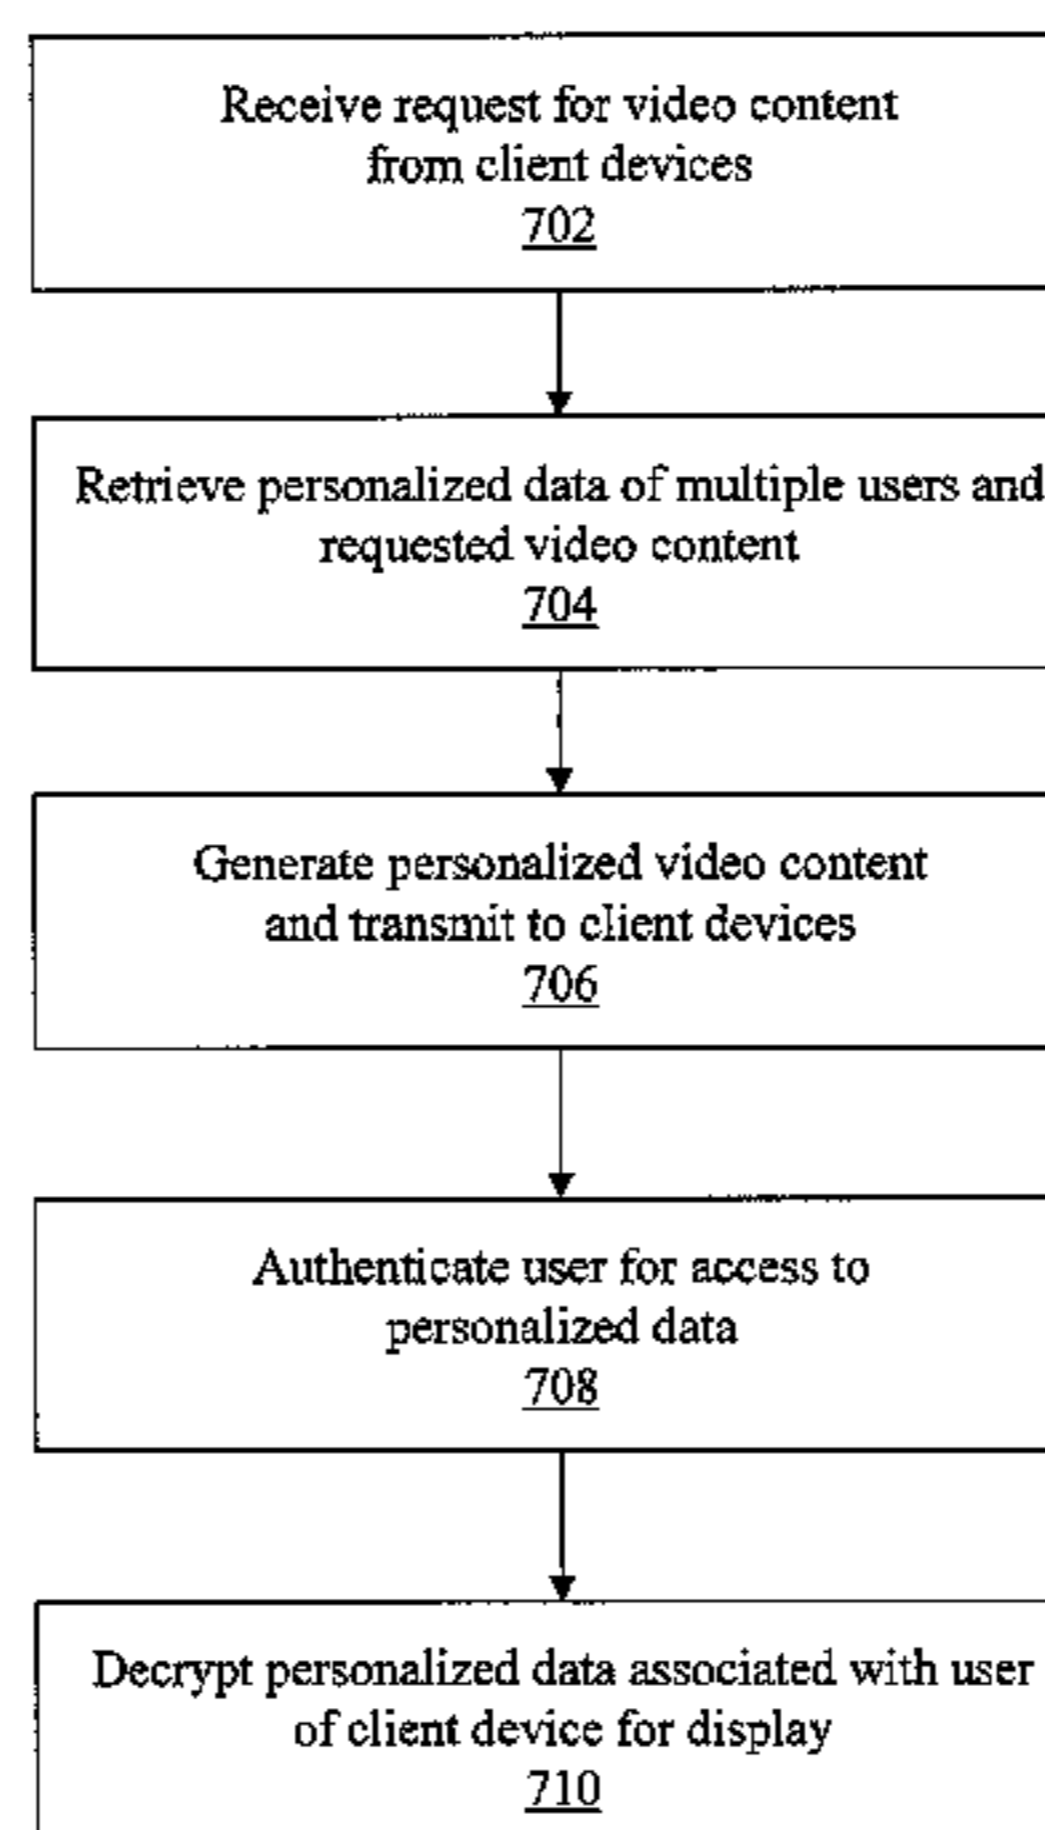 Receive request for video content
from client devices
702
Retrieve personalized data of multiple users and
requested video content
704
Generate personalized video content
and transmit to client devices
706
Authenticate user for access to
personalized data
708
Decrypt personalized data associated with user
of client device for display
710